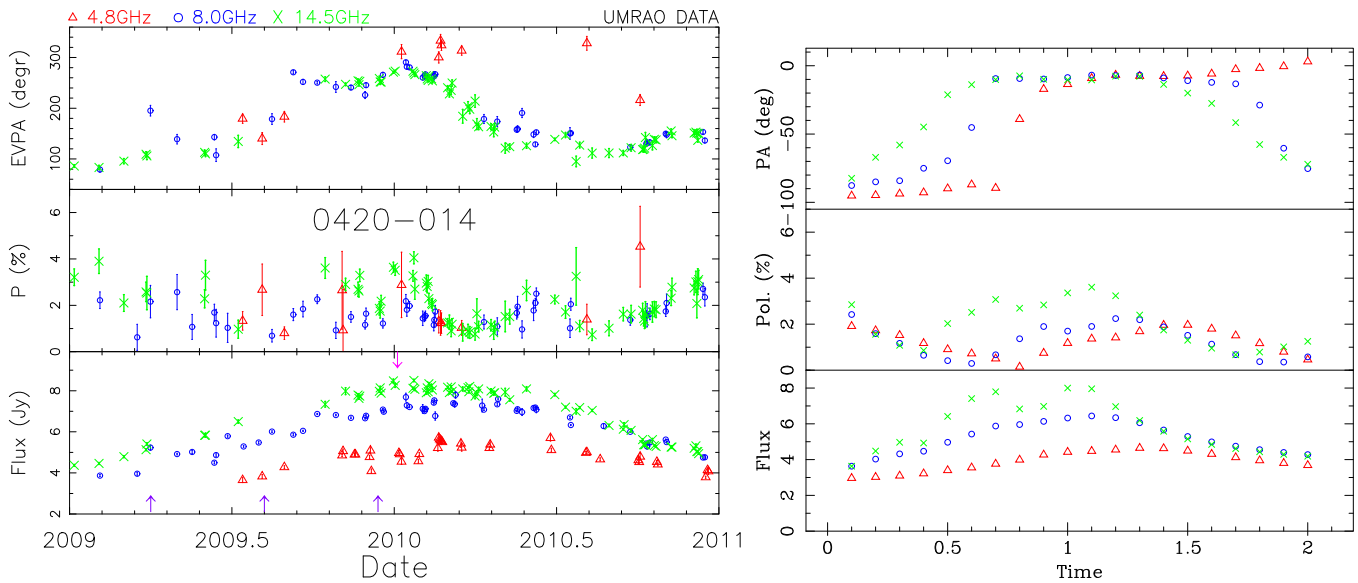 △ 4.8GHz ○ 8.0GHz × 14.5GHz UMRAO DATA
EVPA (degr)
300
200
100
0420−014
P (%)
6
4
2
0
Flux (Jy)
8
6
4
2
2009 2009.5 2010 2010.5 2011
Date
PA (deg)
0
−50
−100
Pol. (%)
6
4
2
0
Flux
8
6
4
2
0
0 0.5 1 1.5 2
Time